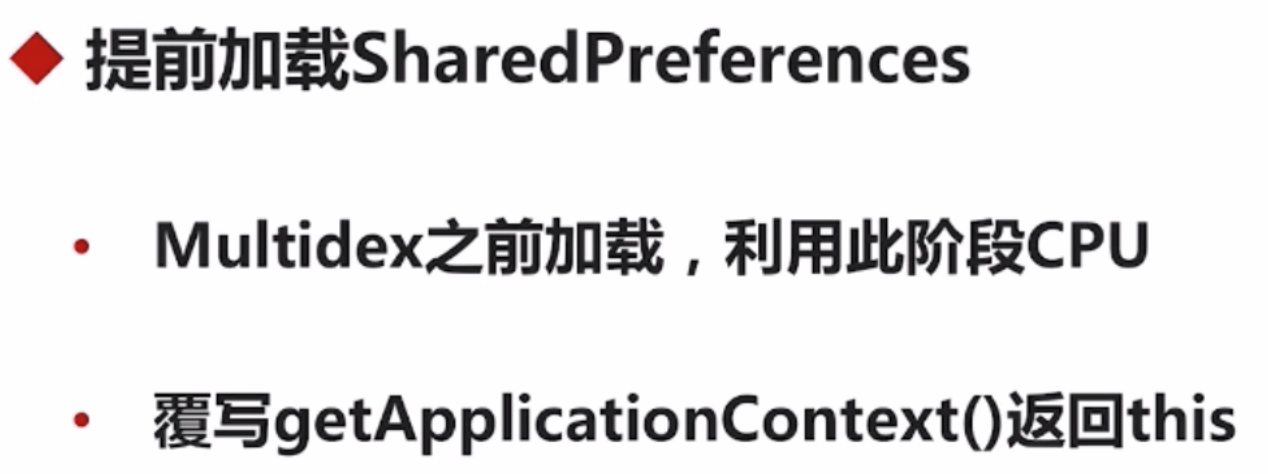 提前加载SharedPreferences
Multidex之前加载，利用此阶段CPU
覆写getApplicationContext()返回this